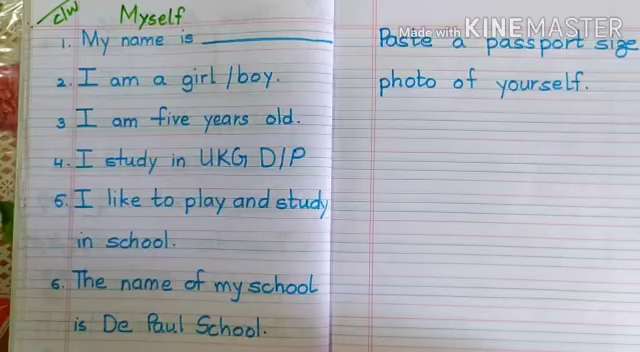 C/W Myself
1. My name is
2. I am a girl/boy.
3 I am five years old.
4. I study in UKG D/P
5. I like to play and study
in school.
6. The name of my school
is De Paul School.
Made with KINEMASTER
Paste a passport size
photo of yourself.